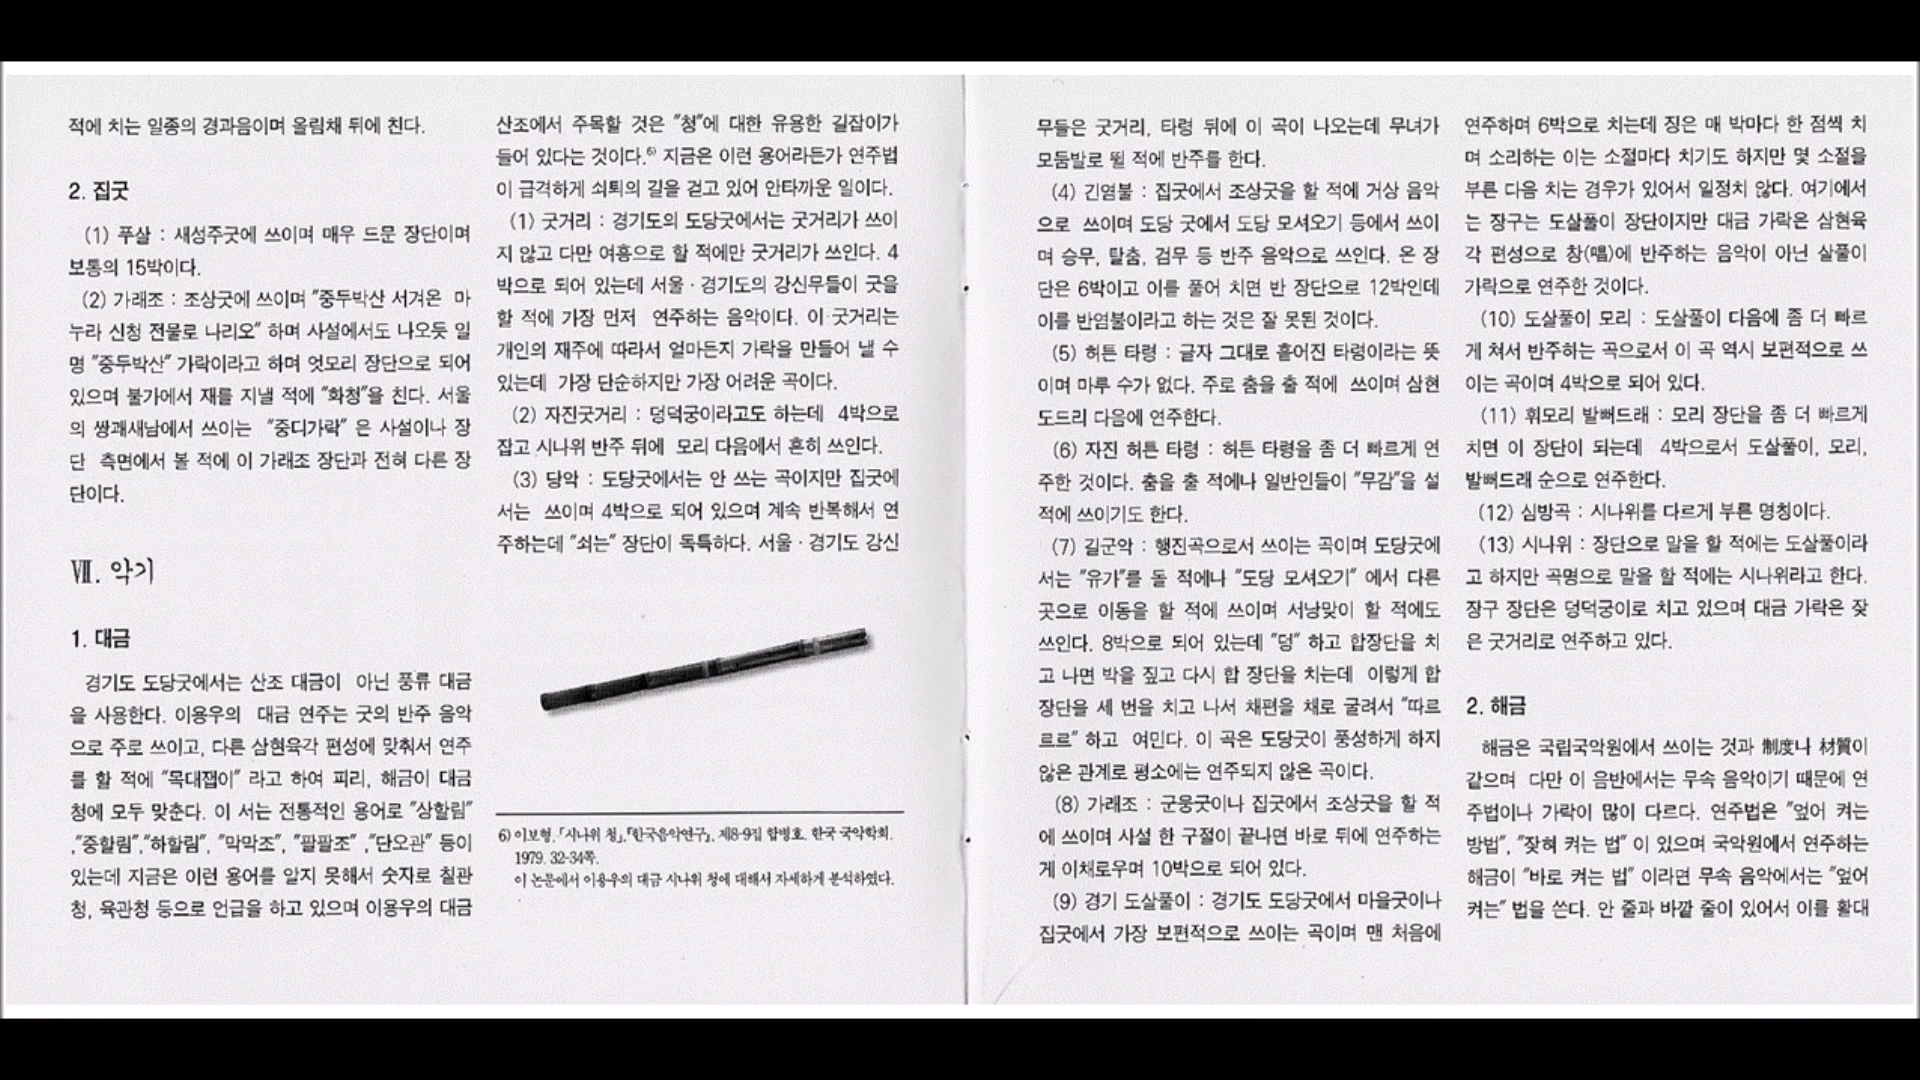 적에 치는 일종의 경과음이며 올림채 뒤에 친다.
2. 집굿
(1) 푸살 : 새성주굿에 쓰이며 매우 드문 장단이며
보통의 15박이다.
(2) 가래조 : 조상굿에 쓰이며 "중두박산 서겨온 마
누라 신청 전물로 나리오" 하며 사설에서도 나오듯 일
명 "중두박산" 가락이라고 하며 엇모리 장단으로 되어
있으며 불가에서 재를 지낼 적에 "화청"을 친다. 서울
의 쌍괘새남에서 쓰이는 "중디가락" 은 사설이나 장
단 측면에서 볼 적에 이 가래조 장단과 전혀 다른 장
단이다.
Ⅶ. 악기
1. 대금
경기도 도당굿에서는 산조 대금이 아닌 풍류 대금
을 사용한다. 이용우의 대금 연주는 굿의 반주 음악
으로 주로 쓰이고, 다른 삼현육각 편성에 맞춰서 연주
를 할 적에 "목대잽이" 라고 하여 피리, 해금이 대금
청에 모두 맞춘다. 이 서는 전통적인 용어로 "상할림"
,"중할림","하할림", "막막조", "팔팔조" ,"단오관" 등이
있는데 지금은 이런 용어를 알지 못해서 숫자로 칠관
청, 육관청 등으로 언급을 하고 있으며 이용우의 대금
산조에서 주목할 것은 "청"에 대한 유용한 길잡이가
들어 있다는 것이다.6) 지금은 이런 용어라든가 연주법
이 급격하게 쇠퇴의 길을 걷고 있어 안타까운 일이다.
(1) 굿거리 : 경기도의 도당굿에서는 굿거리가 쓰이
지 않고 다만 여흥으로 할 적에만 굿거리가 쓰인다. 4
박으로 되어 있는데 서울 · 경기도의 강신무들이 굿을
할 적에 가장 먼저 연주하는 음악이다. 이 굿거리는
개인의 재주에 따라서 얼마든지 가락을 만들어 낼 수
있는데 가장 단순하지만 가장 어려운 곡이다.
(2) 자진굿거리 : 덩덕궁이라고도 하는데 4박으로
잡고 시나위 반주 뒤에 모리 다음에서 흔히 쓰인다.
(3) 당악 : 도당굿에서는 안 쓰는 곡이지만 집굿에
서는 쓰이며 4박으로 되어 있으며 계속 반복해서 연
주하는데 "쇠는" 장단이 독특하다. 서울 · 경기도 강신
6) 이보형, 「시나위 청」, 『한국음악연구』, 제8·9집 합병호. 한국 국악학회.
1979. 32-34쪽.
이 논문에서 이용우의 대금 시나위 청에 대해서 자세하게 분석하였다.
무들은 굿거리, 타령 뒤에 이 곡이 나오는데 무녀가
모둠발로 뛸 적에 반주를 한다.
(4) 긴염불 : 집굿에서 조상굿을 할 적에 거상 음악
으로 쓰이며 도당 굿에서 도당 모셔오기 등에서 쓰이
며 승무, 탈춤, 검무 등 반주 음악으로 쓰인다. 온 장
단은 6박이고 이를 풀어 치면 반 장단으로 12박인데
이를 반염불이라고 하는 것은 잘 못된 것이다.
(5) 허튼 타령 : 글자 그대로 흩어진 타령이라는 뜻
이며 마루 수가 없다. 주로 춤을 출 적에 쓰이며 삼현
도드리 다음에 연주한다.
(6) 자진 허튼 타령 : 허튼 타령을 좀 더 빠르게 연
주한 것이다. 춤을 출 적에나 일반인들이 "무감"을 설
적에 쓰이기도 한다.
(7) 길군악 : 행진곡으로서 쓰이는 곡이며 도당굿에
서는 "유가"를 돌 적에나 "도당 모셔오기" 에서 다른
곳으로 이동을 할 적에 쓰이며 서낭맞이 할 적에도
쓰인다. 8박으로 되어 있는데 "덩" 하고 합장단을 치
고 나면 박을 짚고 다시 합 장단을 치는데 이렇게 합
장단을 세 번을 치고 나서 채편을 채로 굴려서 "따르
르르" 하고 여민다. 이 곡은 도당굿이 풍성하게 하지
않은 관계로 평소에는 연주되지 않은 곡이다.
(8) 가래조 : 군웅굿이나 집굿에서 조상굿을 할 적
에 쓰이며 사설 한 구절이 끝나면 바로 뒤에 연주하는
게 이채로우며 10박으로 되어 있다.
(9) 경기 도살풀이 : 경기도 도당굿에서 마을굿이나
집굿에서 가장 보편적으로 쓰이는 곡이며 맨 처음에
연주하며 6박으로 치는데 징은 매 박마다 한 점씩 치
며 소리하는 이는 소절마다 치기도 하지만 몇 소절을
부른 다음 치는 경우가 있어서 일정치 않다. 여기에서
는 장구는 도살풀이 장단이지만 대금 가락은 삼현육
각 편성으로 창(唱)에 반주하는 음악이 아닌 살풀이
가락으로 연주한 것이다.
(10) 도살풀이 모리 : 도살풀이 다음에 좀 더 빠르
게 쳐서 반주하는 곡으로서 이 곡 역시 보편적으로 쓰
이는 곡이며 4박으로 되어 있다.
(11) 휘모리 발뻐드래 : 모리 장단을 좀 더 빠르게
치면 이 장단이 되는데 4박으로서 도살풀이, 모리,
발뻐드래 순으로 연주한다.
(12) 심방곡 : 시나위를 다르게 부른 명칭이다.
(13) 시나위 : 장단으로 말을 할 적에는 도살풀이라
고 하지만 곡명으로 말을 할 적에는 시나위라고 한다.
장구 장단은 덩덕궁이로 치고 있으며 대금 가락은 잦
은 굿거리로 연주하고 있다.
2. 해금
해금은 국립국악원에서 쓰이는 것과 制度나 材質이
같으며 다만 이 음반에서는 무속 음악이기 때문에 연
주법이나 가락이 많이 다르다. 연주법은 "엎어 켜는
방법", "잦혀 켜는 법" 이 있으며 국악원에서 연주하는
해금이 "바로 켜는 법" 이라면 무속 음악에서는 "엎어
켜는" 법을 쓴다. 안 줄과 바깥 줄이 있어서 이를 활대